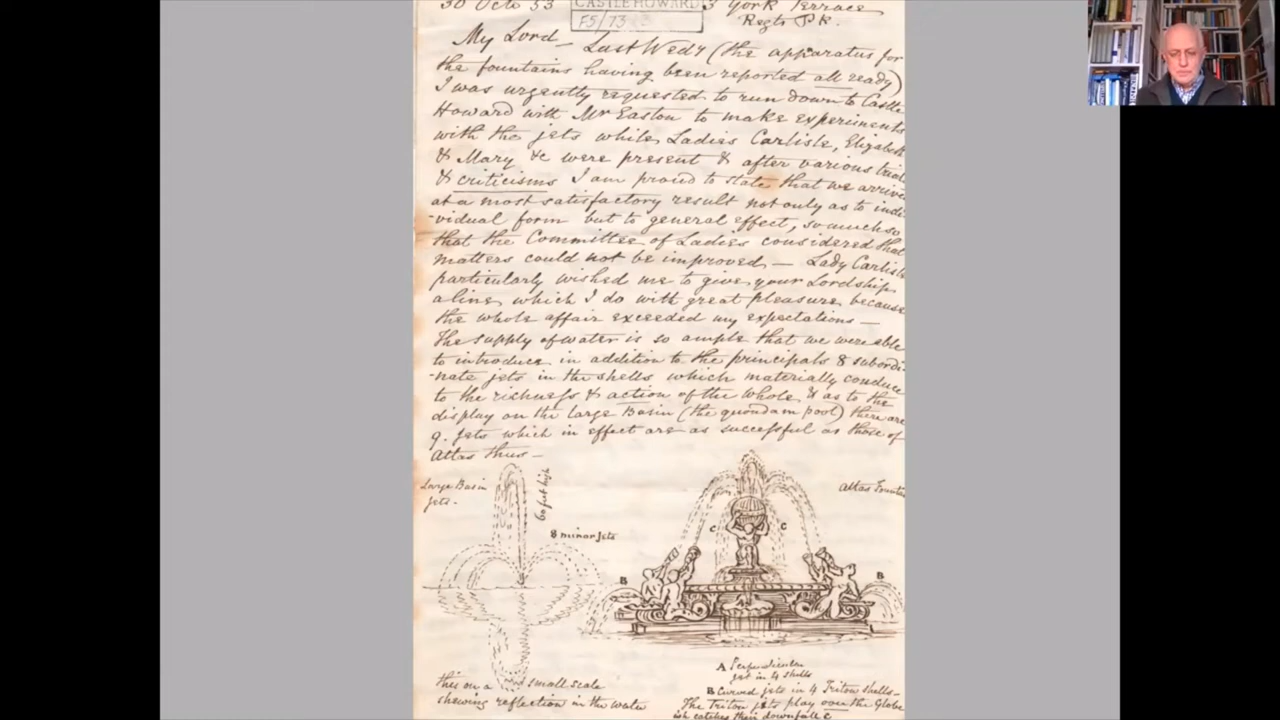 30 Octo 53
CASTLE HOWARD
F5/73
3 York Terrace
Regts Pk.
My Lord – Last Wedy (the apparatus for
the fountains having been reported all ready)
I was urgently requested to run down to Castle
Howard with Mr Easton to make experiments
with the jets while Ladies Carlisle, Elizabeth
& Mary &c were present & after various trial
& criticisms I am proud to state that we arrive
at a most satisfactory result not only as to indi
-vidual form but to general effect, so much so
that the Committee of Ladies considered that
matters could not be improved — Lady Carlisle
particularly wished me to give your Lordship
a line, which I do with great pleasure, because
the whole affair exceeded my expectations —
The supply of water is so ample that we were able
to introduce in addition to the principals 8 subordi
-nate jets in the shells which materially conduce
to the richness & action of the whole, & as to the
display on the large Basin (the quondam pool) there are
9. jets which in effect are as successful as those of
Atlas thus —
Large Basin
jets.
60 feet high
8 minor jets
Atlas Fountain
C
C
B
B
this on a small scale
shewing reflection in the water
A Perpendicular
jet in 4 shells
B Curved jets in 4 Triton shells –
The Triton jets play over the Globe
catches their downfall C